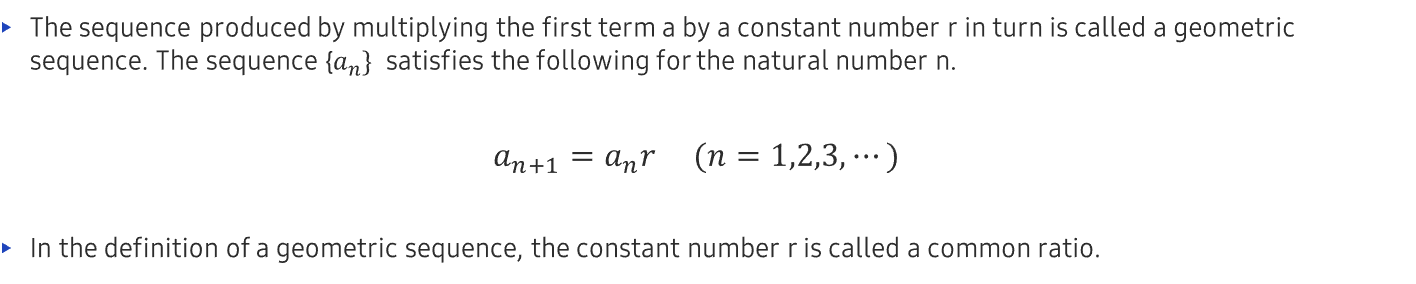 ▸ The sequence produced by multiplying the first term a by a constant number r in turn is called a geometric
sequence. The sequence {aₙ} satisfies the following for the natural number n.
aₙ₊₁ = aₙr (n = 1,2,3, ⋯ )
▸ In the definition of a geometric sequence, the constant number r is called a common ratio.